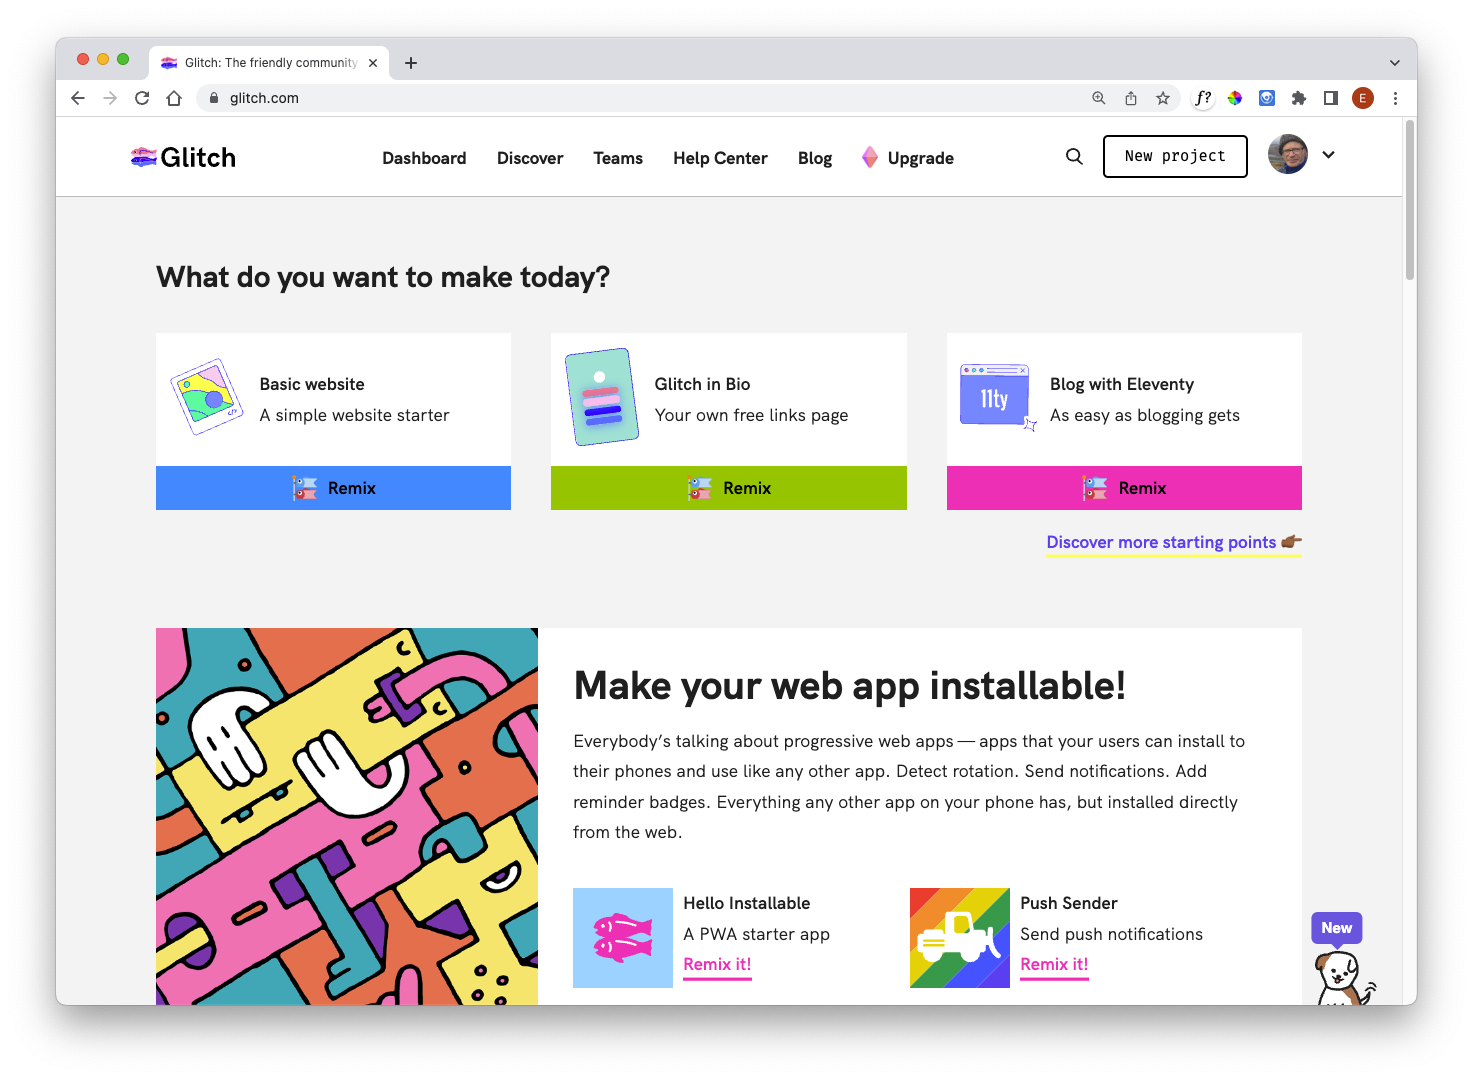 Glitch: The friendly community
glitch.com
f?
E
Glitch
Dashboard
Discover
Teams
Help Center
Blog
Upgrade
New project
What do you want to make today?
Basic website
A simple website starter
Remix
Glitch in Bio
Your own free links page
Remix
11ty
Blog with Eleventy
As easy as blogging gets
Remix
Discover more starting points
Make your web app installable!
Everybody’s talking about progressive web apps — apps that your users can install to
their phones and use like any other app. Detect rotation. Send notifications. Add
reminder badges. Everything any other app on your phone has, but installed directly
from the web.
Hello Installable
A PWA starter app
Remix it!
Push Sender
Send push notifications
Remix it!
New